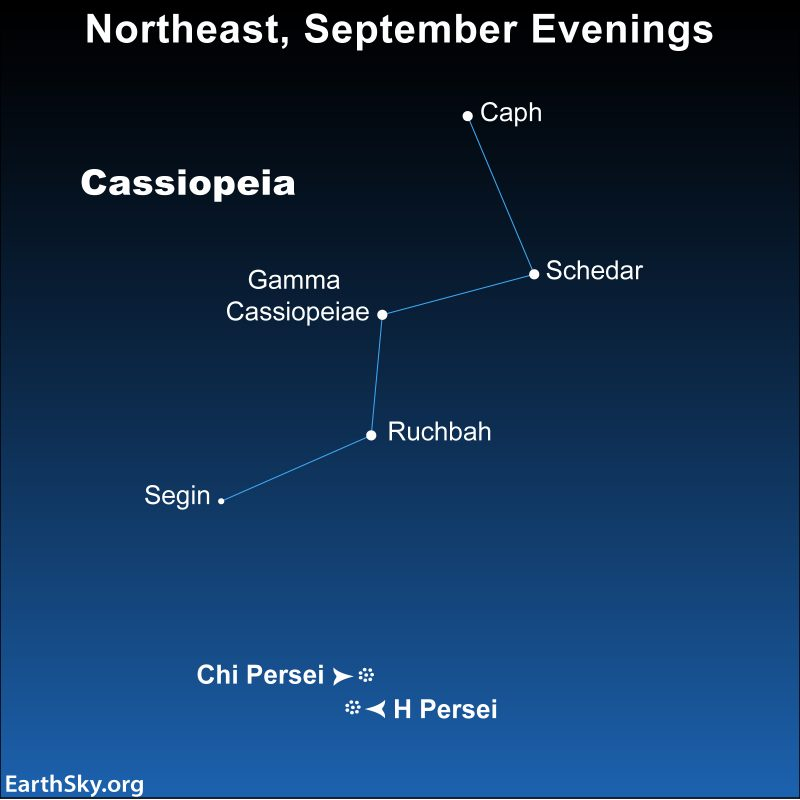 Northeast, September Evenings
Caph
Cassiopeia
Schedar
Gamma
Cassiopeiae
Ruchbah
Segin
Chi Persei
H Persei
EarthSky.org